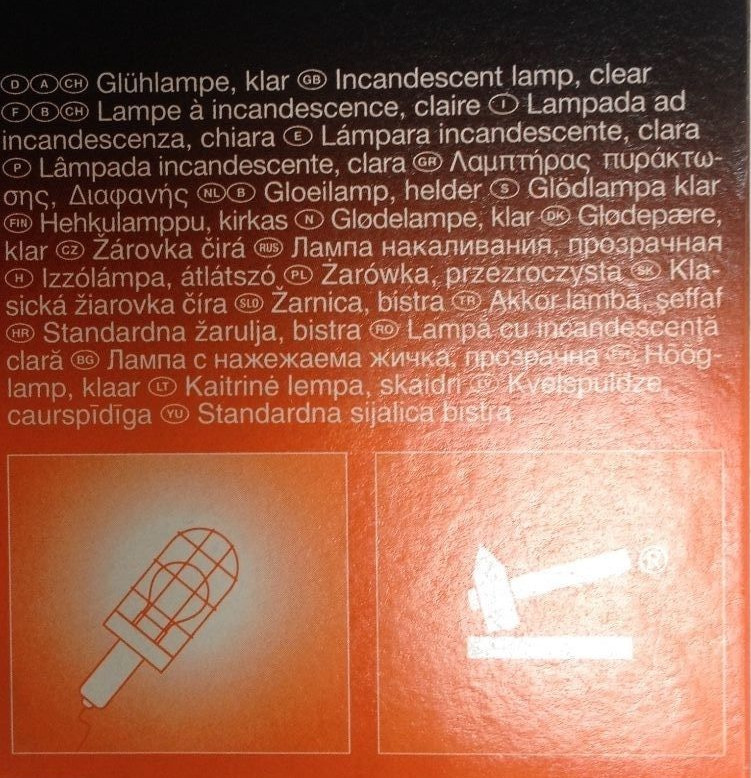 D A CH Glühlampe, klar GB Incandescent lamp, clear
F B CH Lampe à incandescence, claire I Lampada ad
incandescenza, chiara E Lámpara incandescente, clara
P Lâmpada incandescente, clara GR Λαμπτήρας πυράκτω-
σης, Διαφανής NL B Gloeilamp, helder S Glödlampa klar
FIN Hehkulamppu, kirkas N Glødelampe, klar DK Glødepære,
klar CZ Žárovka čirá RUS Лампа накаливания, прозрачная
H Izzólámpa, átlátszó PL Żarówka, przezroczysta SK Kla-
sická žiarovka číra SLO Žarnica, bistra TR Akkor lamba, şeffaf
HR Standardna žarulja, bistra RO Lampă cu incandescenţă
clară BG Лампа с нажежаема жичка, прозрачна Hõõg-
lamp, klaar LT Kaitrinė lempa, skaidri LV Kvēlspuldze,
caurspīdīga YU Standardna sijalica bistra
®